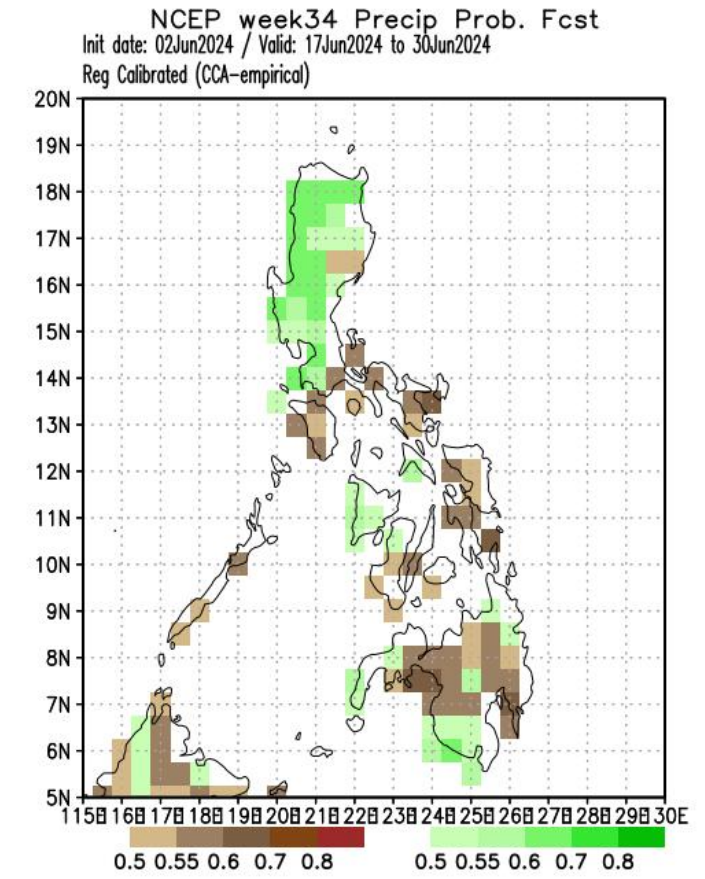 NCEP week34 Precip Prob. Fcst
Init date: 02Jun2024 / Valid: 17Jun2024 to 30Jun2024
Reg Calibrated (CCA-empirical)
20N
19N
18N
17N
16N
15N
14N
13N
12N
11N
10N
9N
8N
7N
6N
5N
115E 116E 117E 118E 119E 120E 121E 122E 123E 124E 125E 126E 127E 128E 129E 130E
0.5 0.55 0.6 0.7 0.8 0.5 0.55 0.6 0.7 0.8